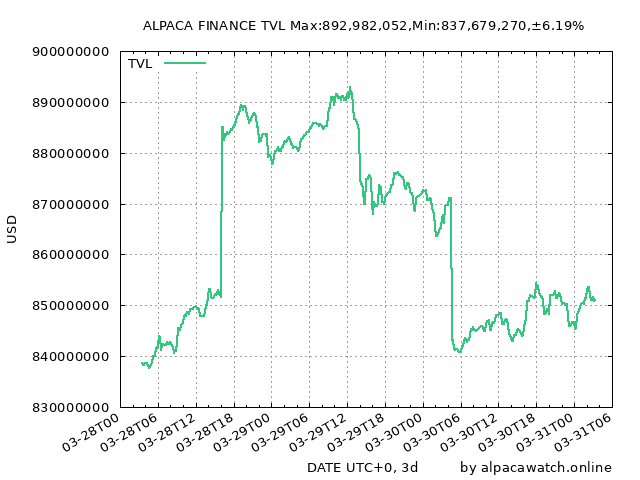 ALPACA FINANCE TVL Max:892,982,052,Min:837,679,270,±6.19%
900000000
TVL
890000000
880000000
870000000
USD
860000000
850000000
840000000
830000000
03-28T00
03-28T06
03-28T12
03-28T18
03-29T00
03-29T06
03-29T12
03-29T18
03-30T00
03-30T06
03-30T12
03-30T18
03-31T00
03-31T06
DATE UTC+0, 3d
by alpacawatch.online